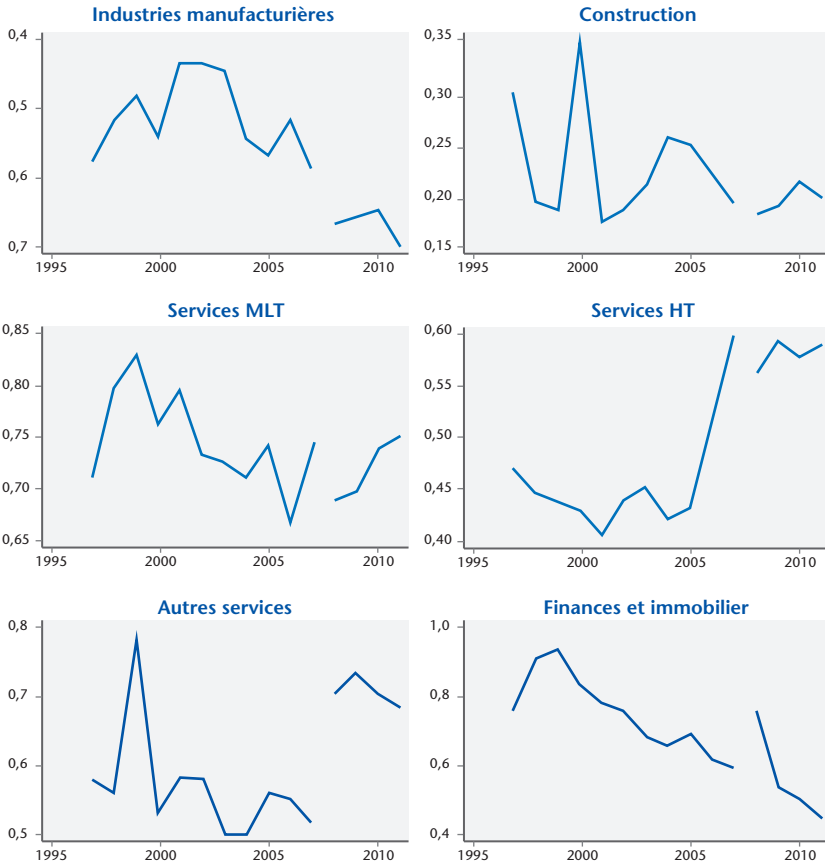 Industries manufacturières
0,4
0,5
0,6
0,7
1995 2000 2005 2010
Construction
0,35
0,30
0,25
0,20
0,15
1995 2000 2005 2010
Services MLT
0,85
0,80
0,75
0,70
0,65
1995 2000 2005 2010
Services HT
0,60
0,55
0,50
0,45
0,40
1995 2000 2005 2010
Autres services
0,8
0,7
0,6
0,5
1995 2000 2005 2010
Finances et immobilier
1,0
0,8
0,6
0,4
1995 2000 2005 2010